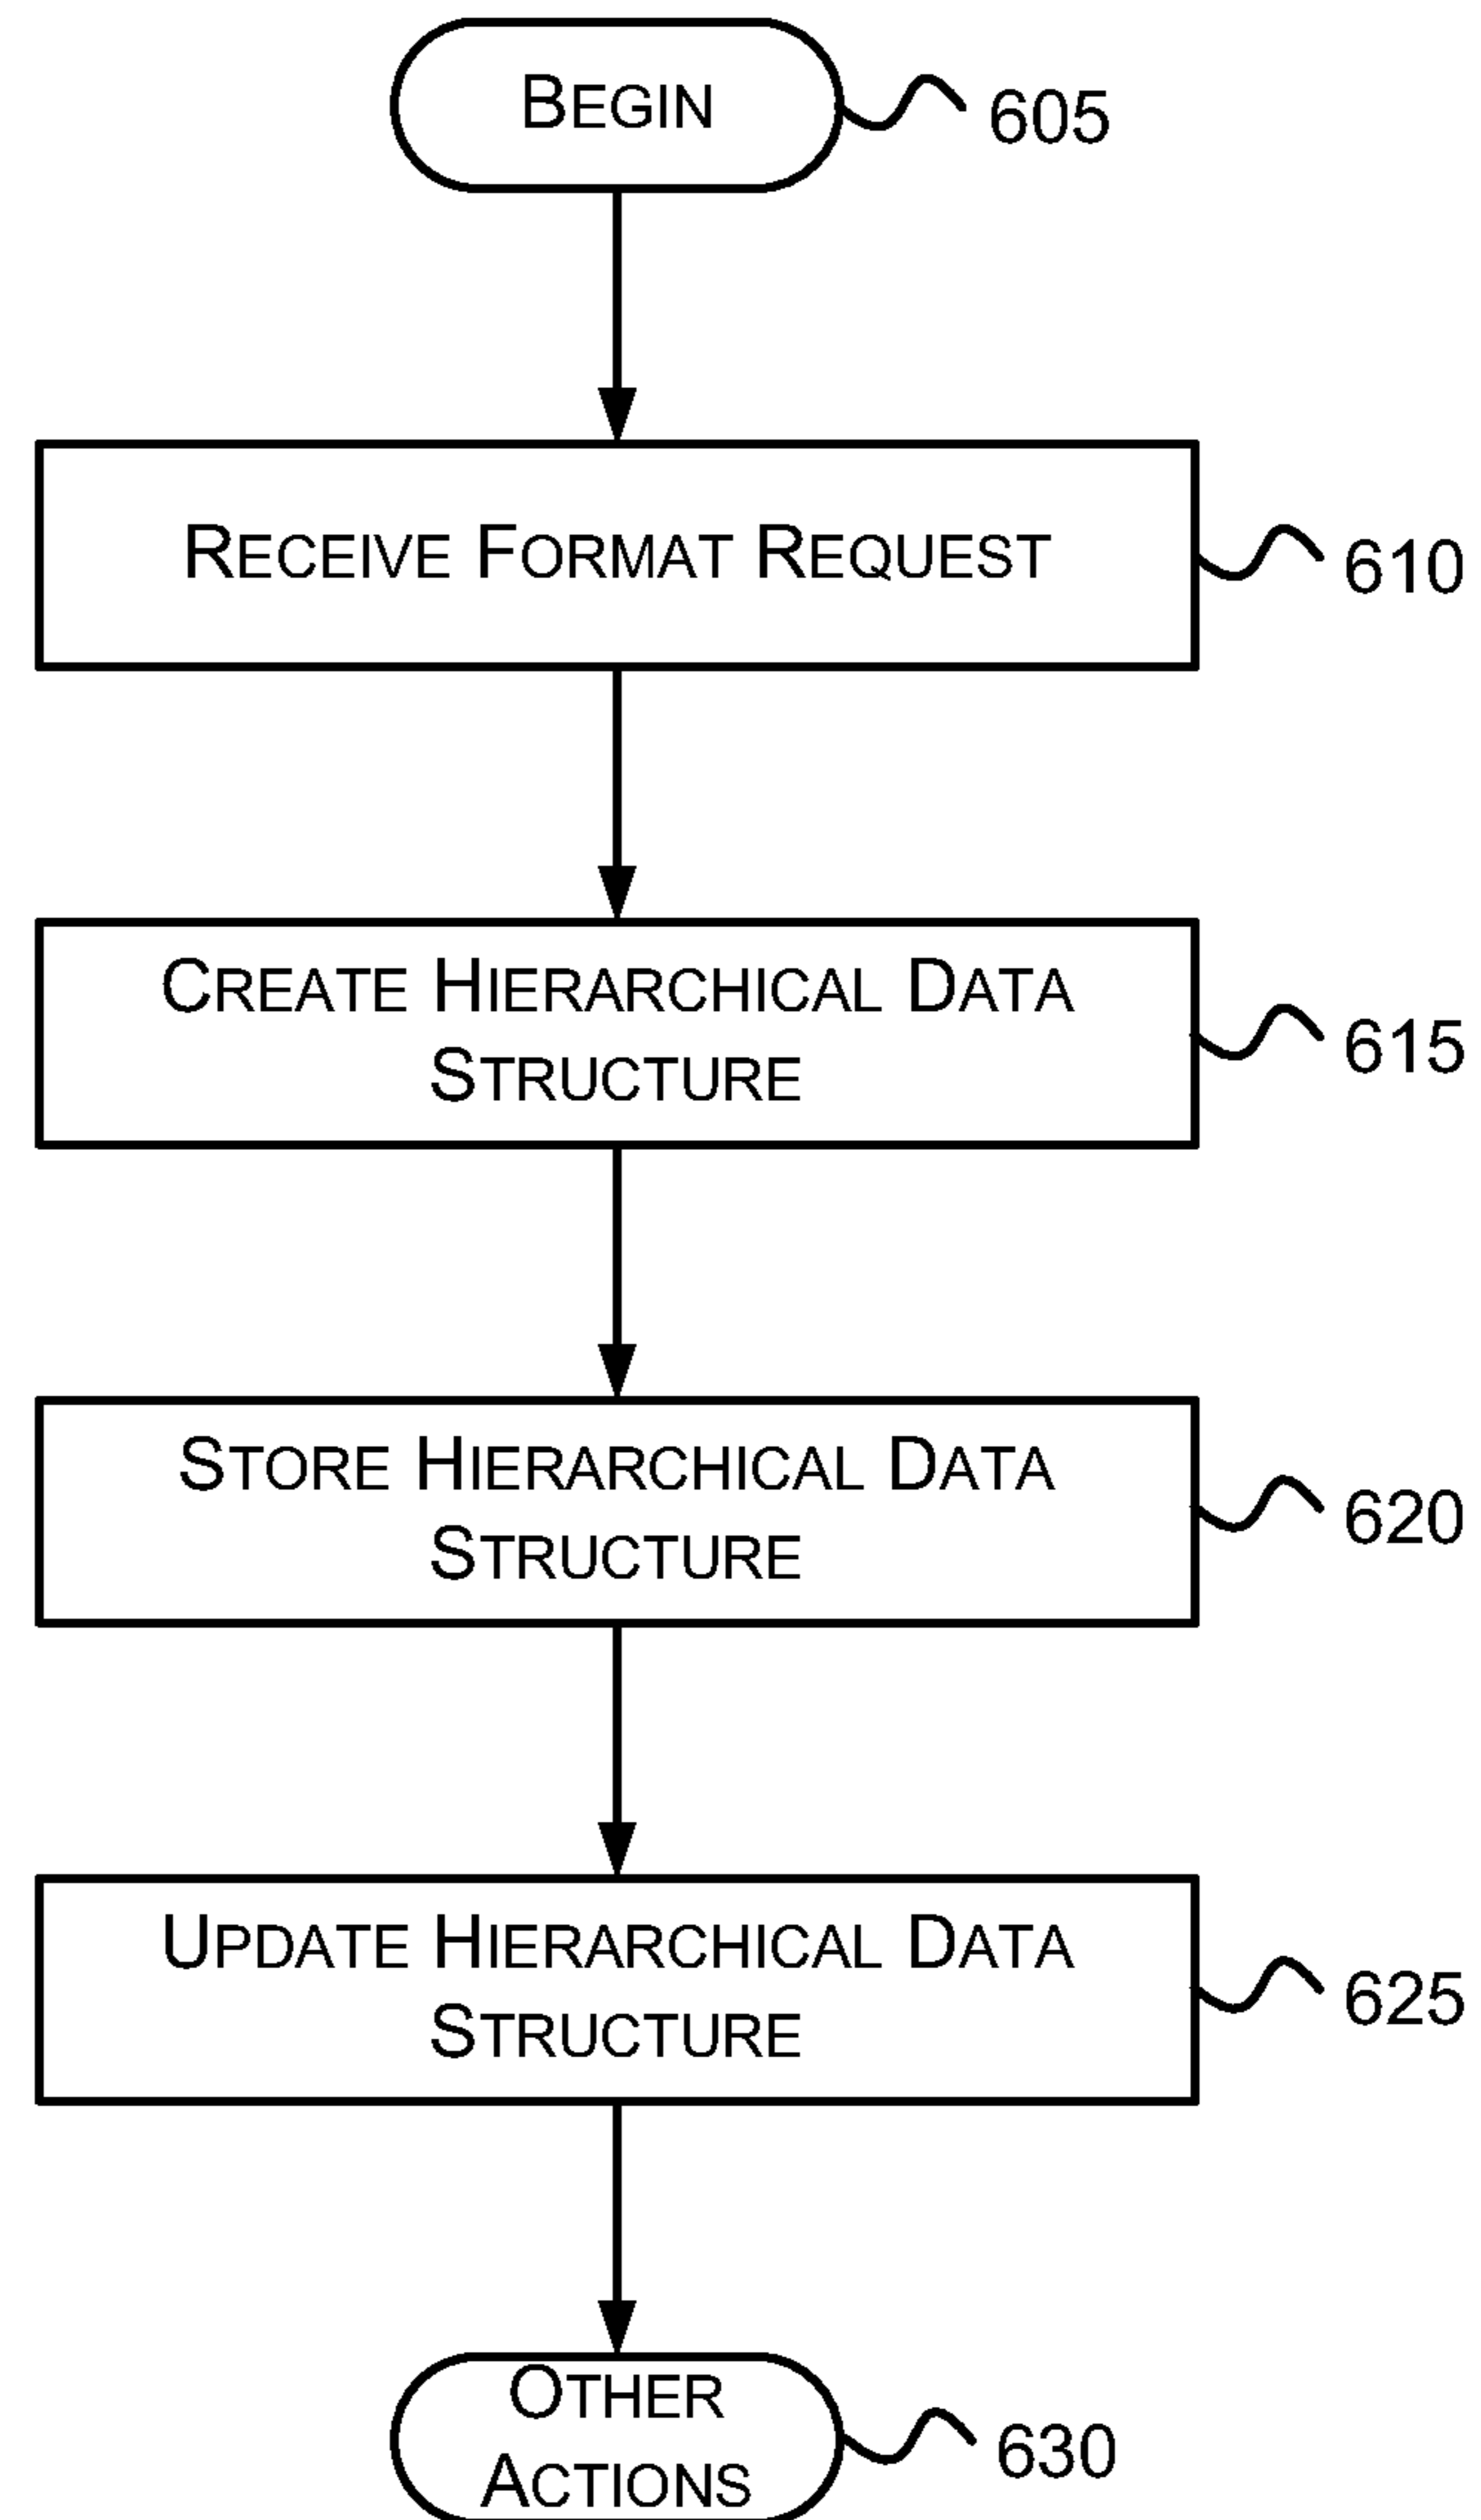 BEGIN
605
RECEIVE FORMAT REQUEST
610
CREATE HIERARCHICAL DATA
STRUCTURE
615
STORE HIERARCHICAL DATA
STRUCTURE
620
UPDATE HIERARCHICAL DATA
STRUCTURE
625
OTHER
ACTIONS
630